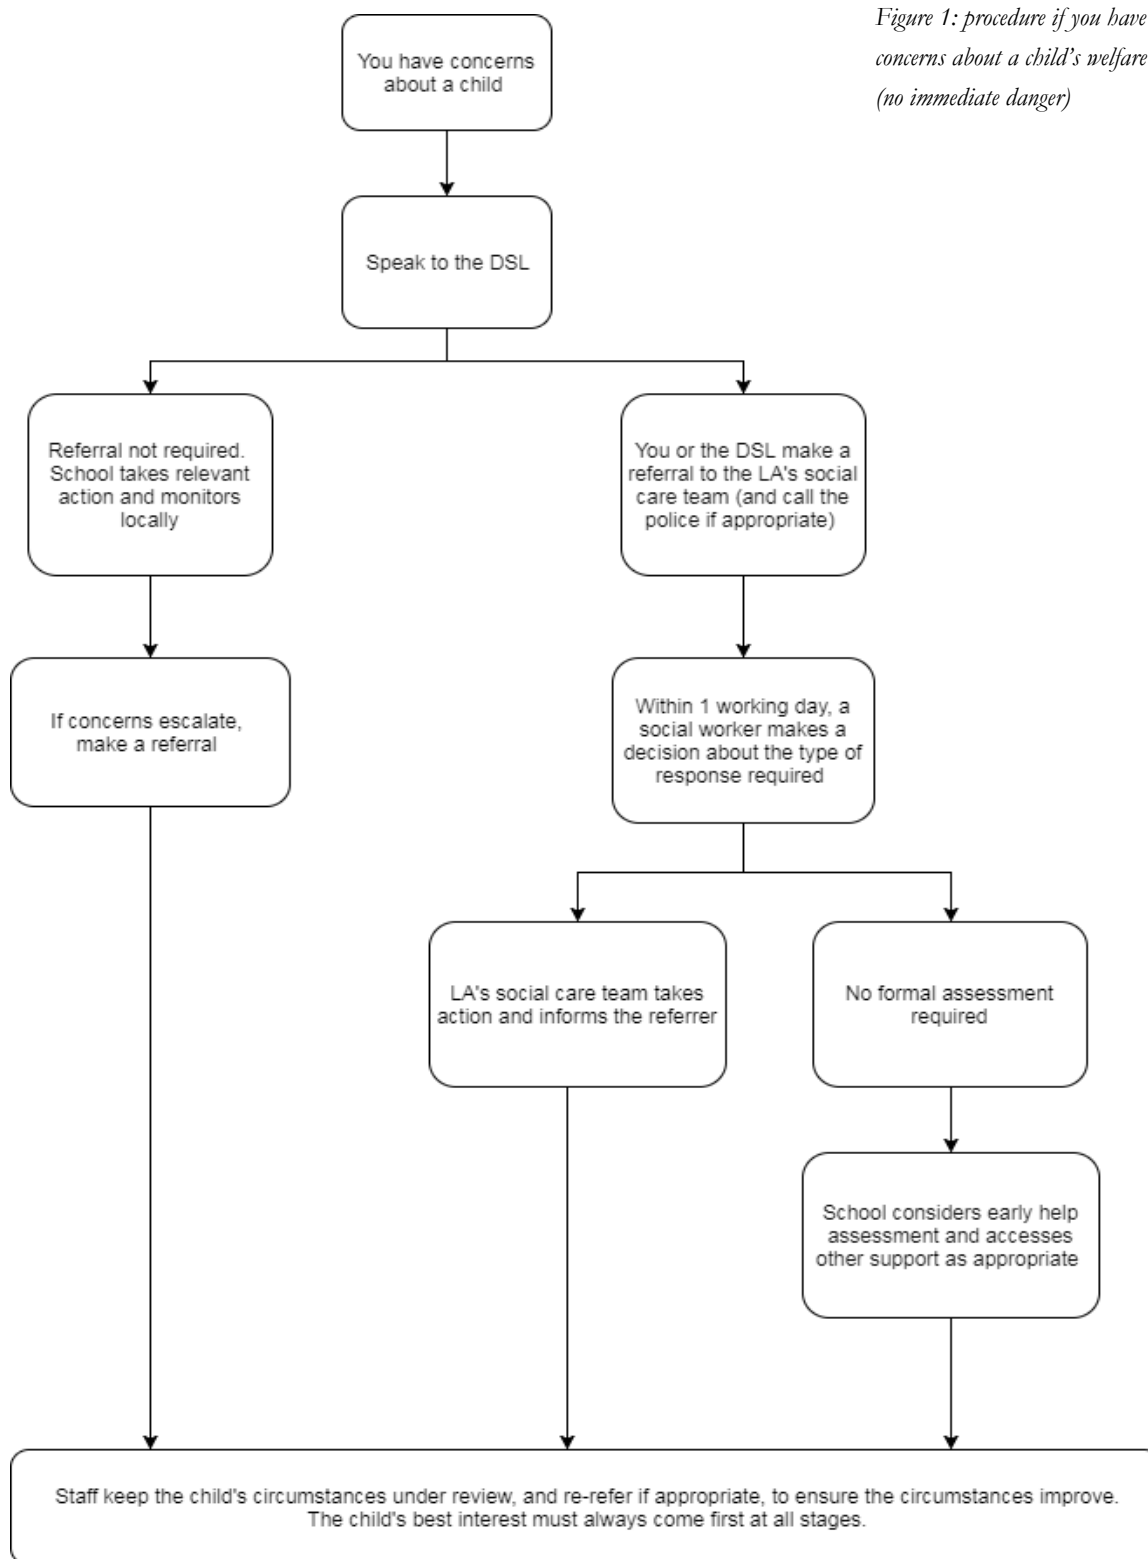 Figure 1: procedure if you have
concerns about a child's welfare
(no immediate danger)
You have concerns
about a child
Speak to the DSL
Referral not required.
School takes relevant
action and monitors
locally
You or the DSL make a
referral to the LA's social
care team (and call the
police if appropriate)
If concerns escalate,
make a referral
Within 1 working day, a
social worker makes a
decision about the type of
response required
LA's social care team takes
action and informs the referrer
No formal assessment
required
School considers early help
assessment and accesses
other support as appropriate
Staff keep the child's circumstances under review, and re-refer if appropriate, to ensure the circumstances improve.
The child's best interest must always come first at all stages.